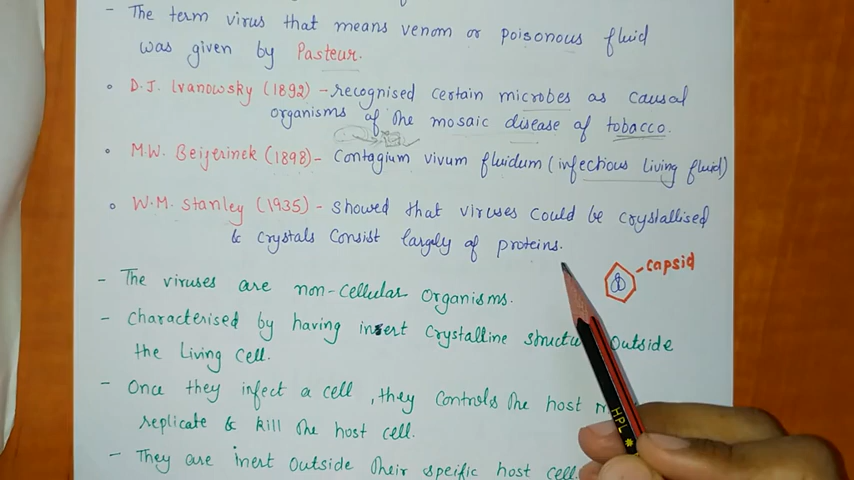 - The term virus that means venom or poisonous fluid
was given by Pasteur.
• D.J. Ivanowsky (1892) - recognised certain microbes as causal
organisms of the mosaic disease of tobacco.
• M.W. Beijerinek (1898) - Contagium vivum fluidum (infectious living fluid)
• W.M. Stanley (1935) - Showed that viruses could be crystallised
& crystals consist largely of proteins.
capsid
- The viruses are non-cellular organisms.
- Characterised by having inert crystalline outside
the living cell.
- Once they infect a cell, they controls the host
replicate & kill the host cell.
- They are inert outside their specific host cell.
HPL